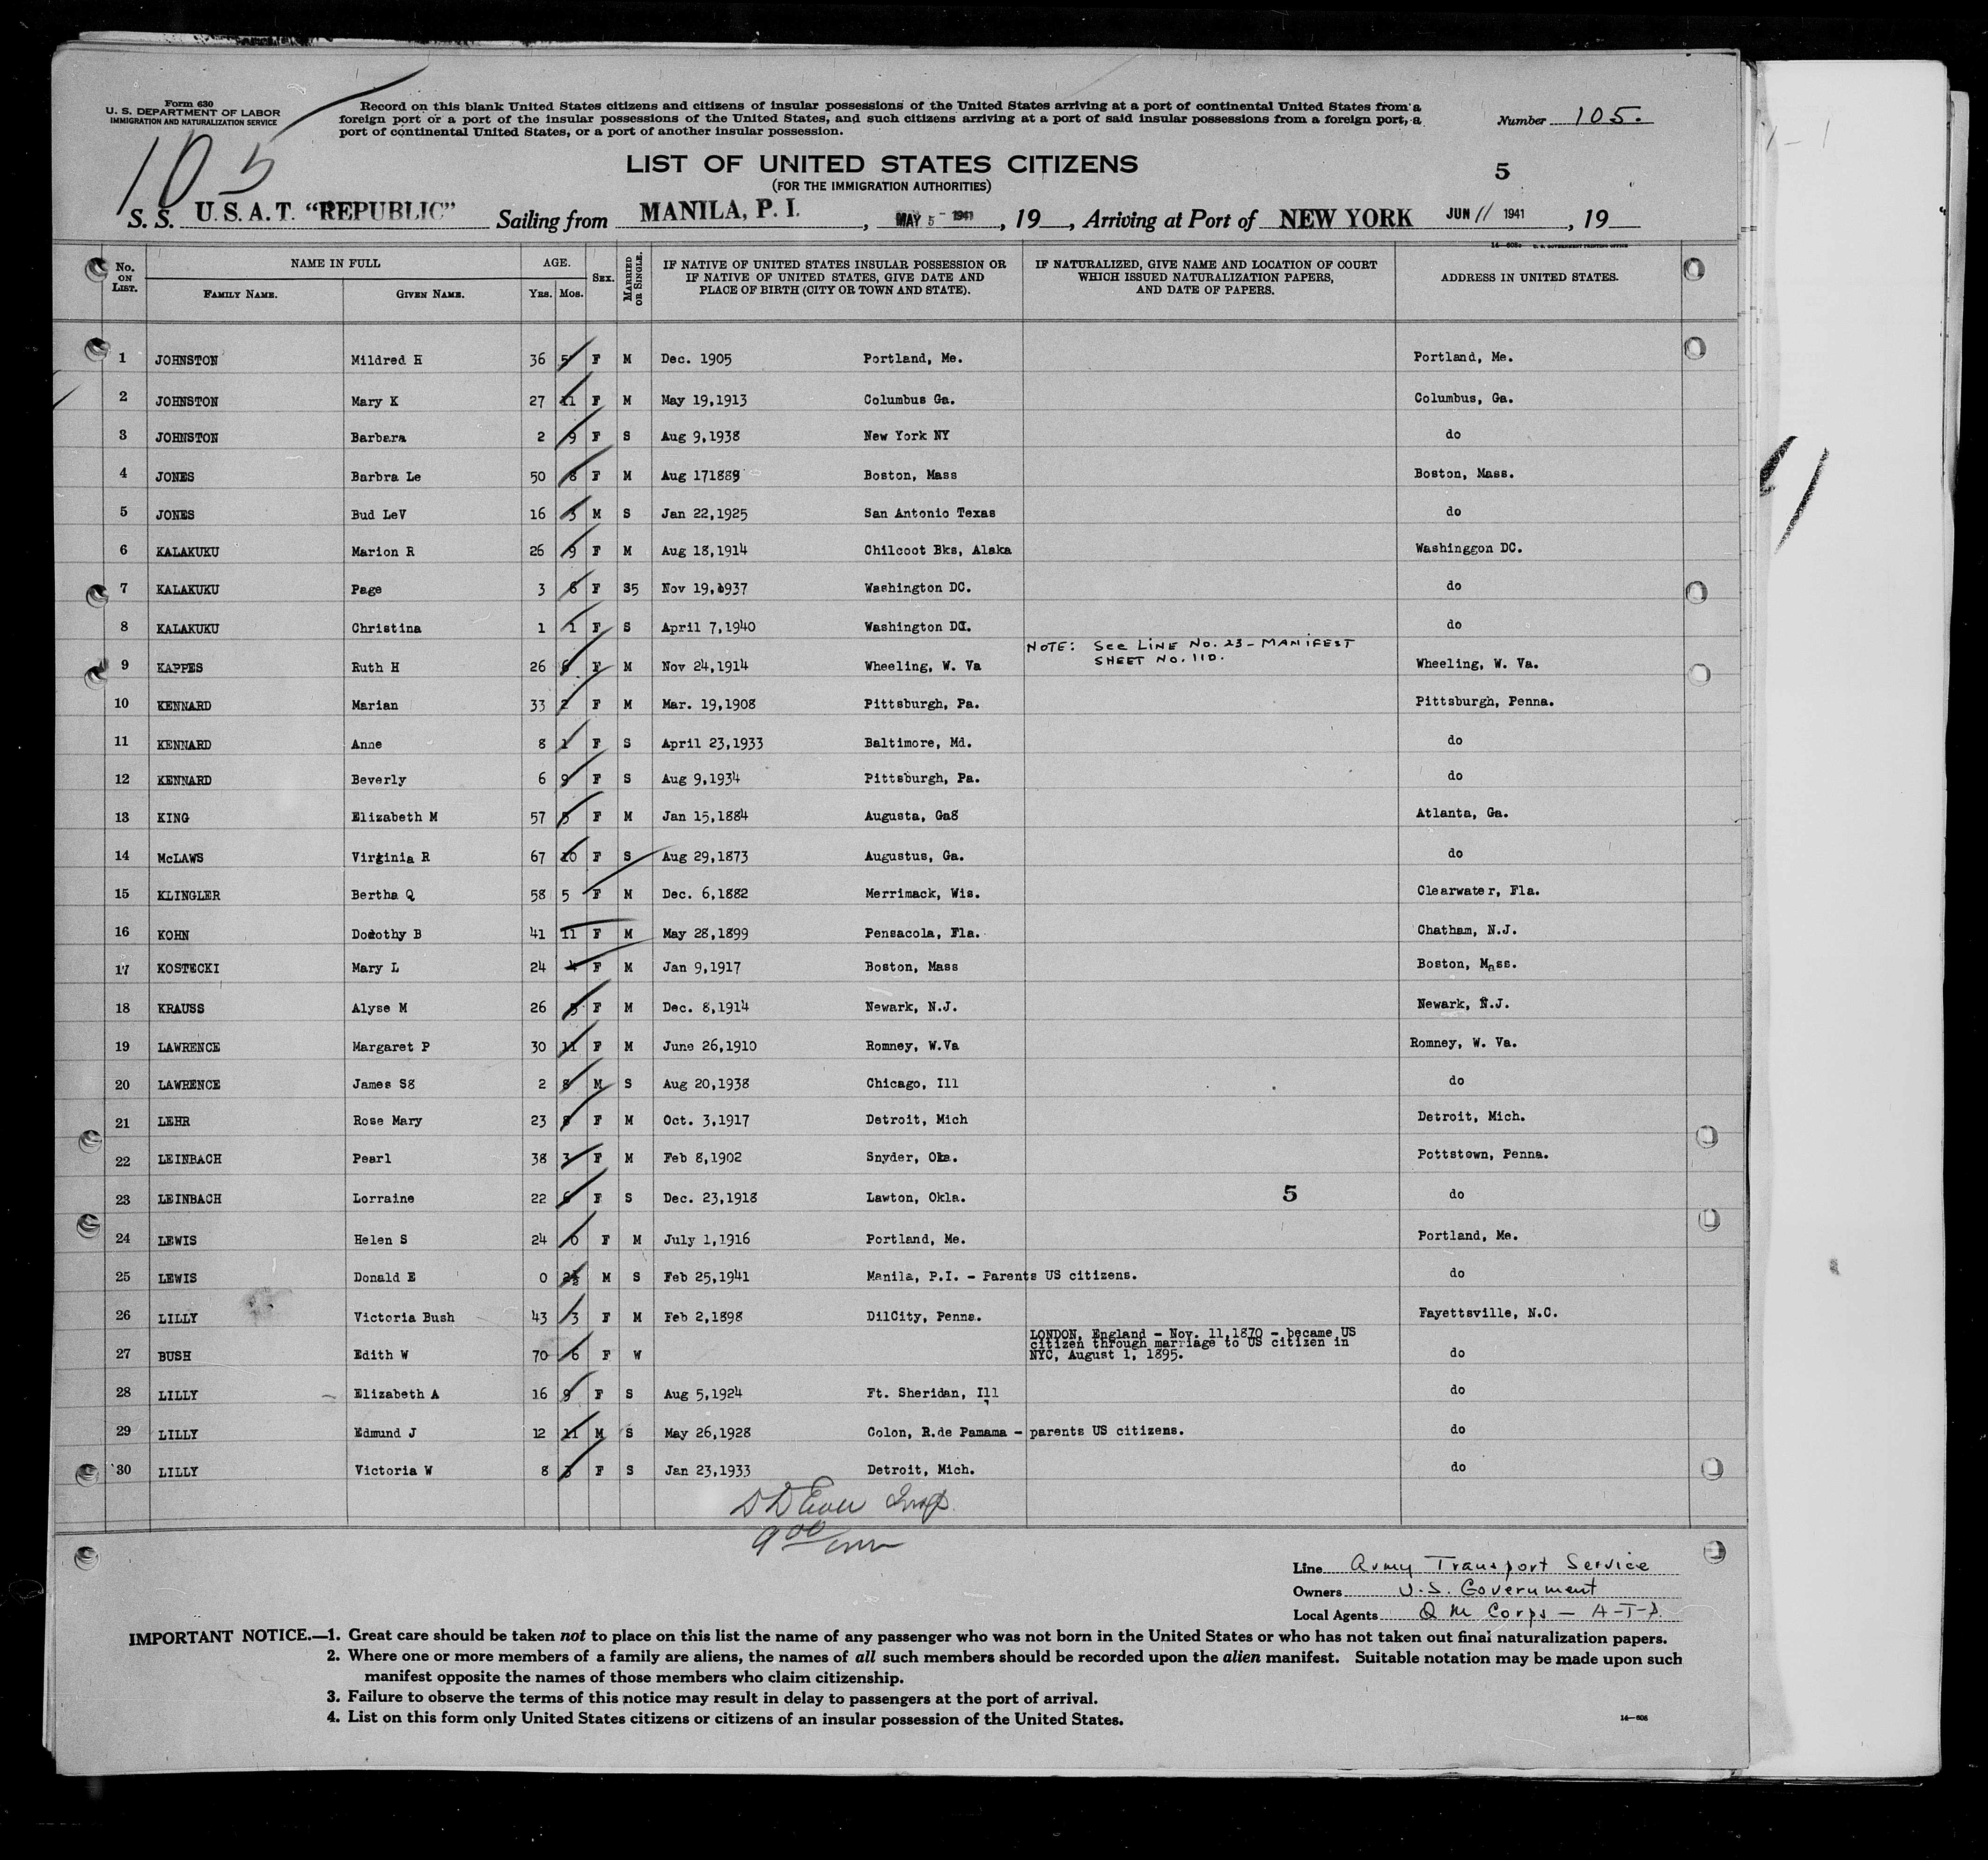 Form 630
U. S. DEPARTMENT OF LABOR
IMMIGRATION AND NATURALIZATION SERVICE
105
Record on this blank United States citizens and citizens of insular possessions of the United States arriving at a port of continental United States from a
foreign port or a port of the insular possessions of the United States, and such citizens arriving at a port of said insular possessions from a foreign port, a
port of continental United States, or a port of another insular possession.
Number 105.
LIST OF UNITED STATES CITIZENS
(FOR THE IMMIGRATION AUTHORITIES)
5
S. S. U. S. A. T. “REPUBLIC” Sailing from MANILA, P. I. , MAY 5 - 1941 , 19 , Arriving at Port of NEW YORK JUN 11 1941 , 19
No. ON LIST. NAME IN FULL AGE. SEX. MARRIED OR SINGLE. IF NATIVE OF UNITED STATES INSULAR POSSESSION OR IF NATIVE OF UNITED STATES, GIVE DATE AND PLACE OF BIRTH (CITY OR TOWN AND STATE). IF NATURALIZED, GIVE NAME AND LOCATION OF COURT WHICH ISSUED NATURALIZATION PAPERS, AND DATE OF PAPERS. ADDRESS IN UNITED STATES.
FAMILY NAME. GIVEN NAME. YRS. MOS.
1 JOHNSTON Mildred H 36 5 F M Dec. 1905 Portland, Me. Portland, Me.
2 JOHNSTON Mary K 27 11 F M May 19,1913 Columbus Ga. Columbus, Ga.
3 JOHNSTON Barbara 2 9 F S Aug 9,1938 New York NY do
4 JONES Barbra Le 50 8 F M Aug 171889 Boston, Mass Boston, Mass.
5 JONES Bud LeV 16 3 M S Jan 22,1925 San Antonio Texas do
6 KALAKUKU Marion R 26 9 F M Aug 18,1914 Chilcoot Bks, Alaka Washinggon DC.
7 KALAKUKU Page 3 6 F S5 Nov 19,1937 Washington DC. do
8 KALAKUKU Christina 1 1 F S April 7,1940 Washington DC. do
NOTE: See LINE No. 23 - MANIFEST
SHEET No. 110.
9 KAPPES Ruth H 26 6 F M Nov 24,1914 Wheeling, W. Va Wheeling, W. Va.
10 KENNARD Marian 33 2 F M Mar. 19,1908 Pittsburgh, Pa. Pittsburgh, Penna.
11 KENNARD Anne 8 1 F S April 23,1933 Baltimore, Md. do
12 KENNARD Beverly 6 9 F S Aug 9,1934 Pittsburgh, Pa. do
13 KING Elizabeth M 57 5 F M Jan 15,1884 Augusta, Ga8 Atlanta, Ga.
14 McLAWS Virginia R 67 10 F S Aug 29,1873 Augustus, Ga. do
15 KLINGLER Bertha Q 58 5 F M Dec. 6,1882 Merrimack, Wis. Clearwater, Fla.
16 KOHN Dorothy B 41 11 F M May 28,1899 Pensacola, Fla. Chatham, N.J.
17 KOSTECKI Mary L 24 4 F M Jan 9,1917 Boston, Mass Boston, Mass.
18 KRAUSS Alyse M 26 5 F M Dec. 8,1914 Newark, N.J. Newark, N.J.
19 LAWRENCE Margaret P 30 11 F M June 26,1910 Romney, W.Va Romney, W. Va.
20 LAWRENCE James S8 2 8 M S Aug 20,1938 Chicago, Ill do
21 LEHR Rose Mary 23 8 F M Oct. 3,1917 Detroit, Mich Detroit, Mich.
22 LEINBACH Pearl 38 3 F M Feb 8,1902 Snyder, Oka. Pottstown, Penna.
23 LEINBACH Lorraine 22 6 F S Dec. 23,1918 Lawton, Okla. 5 do
24 LEWIS Helen S 24 0 F M July 1,1916 Portland, Me. Portland, Me.
25 LEWIS Donald E 0 2½ M S Feb 25,1941 Manila, P.I. - Parents US citizens. do
26 LILLY Victoria Bush 43 3 F M Feb 2,1898 DilCity, Penna. Fayettsville, N.C.
27 BUSH Edith W 70 6 F W LONDON, England - Nov. 11,1870 - became US
citizen through marriage to US citizen in
NYC, August 1, 1895. do
28 LILLY Elizabeth A 16 9 F S Aug 5,1924 Ft. Sheridan, Ill do
29 LILLY Edmund J 12 11 M S May 26,1928 Colon, R.de Pamama - parents US citizens. do
30 LILLY Victoria W 8 3 F S Jan 23,1933 Detroit, Mich. do
900
Line Army Transport Service
Owners U.S. Government
Local Agents Q M Corps - A-T-S.
IMPORTANT NOTICE.—1. Great care should be taken not to place on this list the name of any passenger who was not born in the United States or who has not taken out final naturalization papers.
2. Where one or more members of a family are aliens, the names of all such members should be recorded upon the alien manifest. Suitable notation may be made upon such
manifest opposite the names of those members who claim citizenship.
3. Failure to observe the terms of this notice may result in delay to passengers at the port of arrival.
4. List on this form only United States citizens or citizens of an insular possession of the United States.
14—606